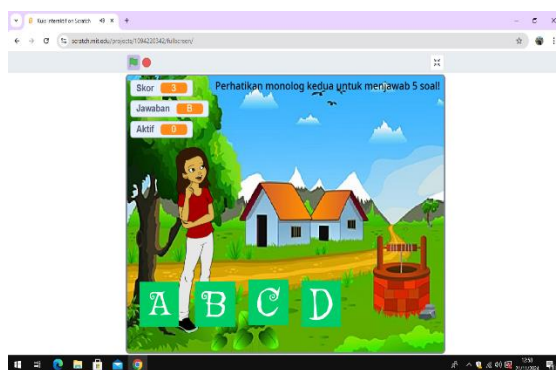 Kuis Interaktif on Scratch
scratch.mit.edu/projects/1094220342/fullscreen/
Skor 3
Jawaban B
Aktif 0
Perhatikan monolog kedua untuk menjawab 5 soal!
A B C D